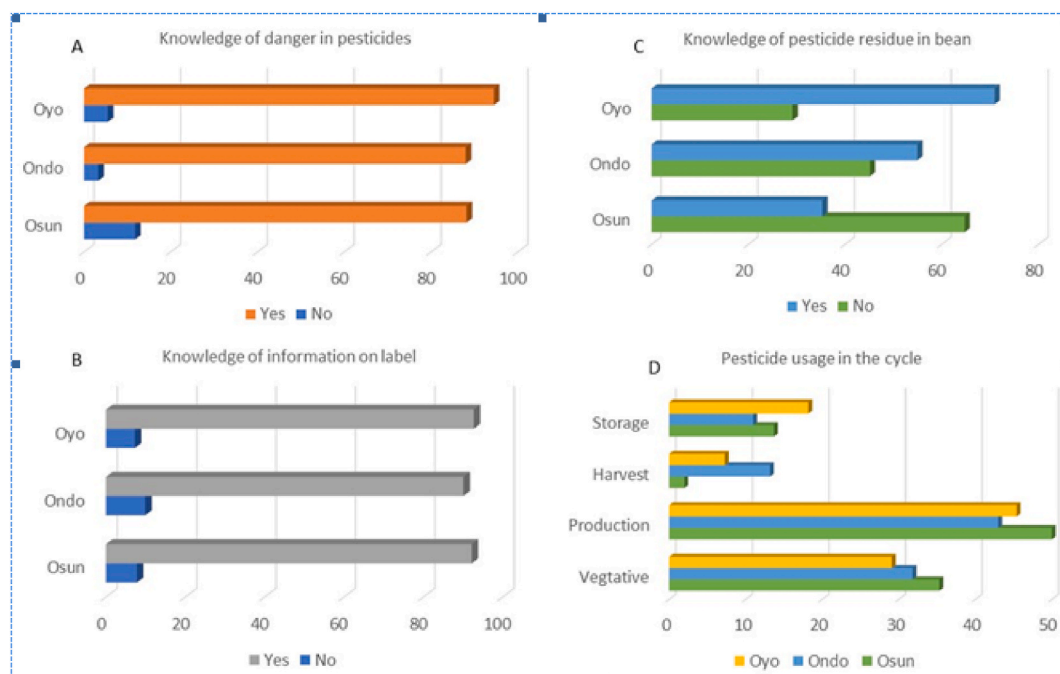 A
Knowledge of danger in pesticides
Oyo
Ondo
Osun
0 20 40 60 80 100
Yes No
C
Knowledge of pesticide residue in bean
Oyo
Ondo
Osun
0 20 40 60 80
Yes No
B
Knowledge of information on label
Oyo
Ondo
Osun
0 20 40 60 80 100
Yes No
D
Pesticide usage in the cycle
Storage
Harvest
Production
Vegtative
0 10 20 30 40 50
Oyo Ondo Osun